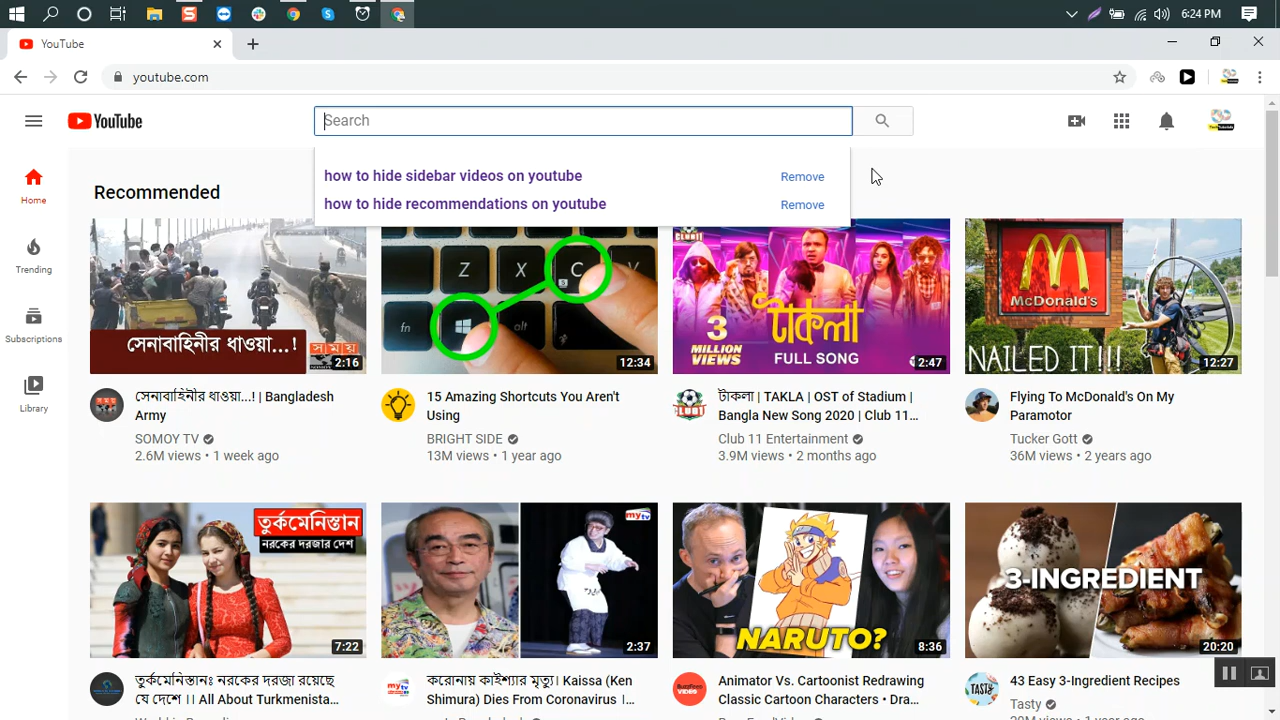 6:24 PM
YouTube
youtube.com
YouTube
Search
how to hide sidebar videos on youtube Remove
how to hide recommendations on youtube Remove
Home
Trending
Subscriptions
Library
Recommended
সেনাবাহিনীর ধাওয়া...!
সময়
2:16
সেনাবাহিনীর ধাওয়া...! | Bangladesh
Army
SOMOY TV
2.6M views • 1 week ago
Z X C V
S
fn alt
12:34
15 Amazing Shortcuts You Aren't
Using
BRIGHT SIDE
13M views • 1 year ago
3
MILLION
VIEWS
টাকলা
FULL SONG
2:47
টাকলা | TAKLA | OST of Stadium |
Bangla New Song 2020 | Club 11...
Club 11 Entertainment
3.9M views • 2 months ago
McDonald's
NAILED IT!!!
12:27
Flying To McDonald's On My
Paramotor
Tucker Gott
36M views • 2 years ago
তুর্কমেনিস্তান
নরকের দরজার দেশ
7:22
তুর্কমেনিস্তানঃ নরকের দরজা রয়েছে
যে দেশে !! All About Turkmenista...
mytv
2:37
করোনায় কাইশ্যার মৃত্যু। Kaissa (Ken
Shimura) Dies From Coronavirus !...
NARUTO?
8:36
Animator Vs. Cartoonist Redrawing
Classic Cartoon Characters • Dra...
3-INGREDIENT
20:20
43 Easy 3-Ingredient Recipes
TASTY
Tasty